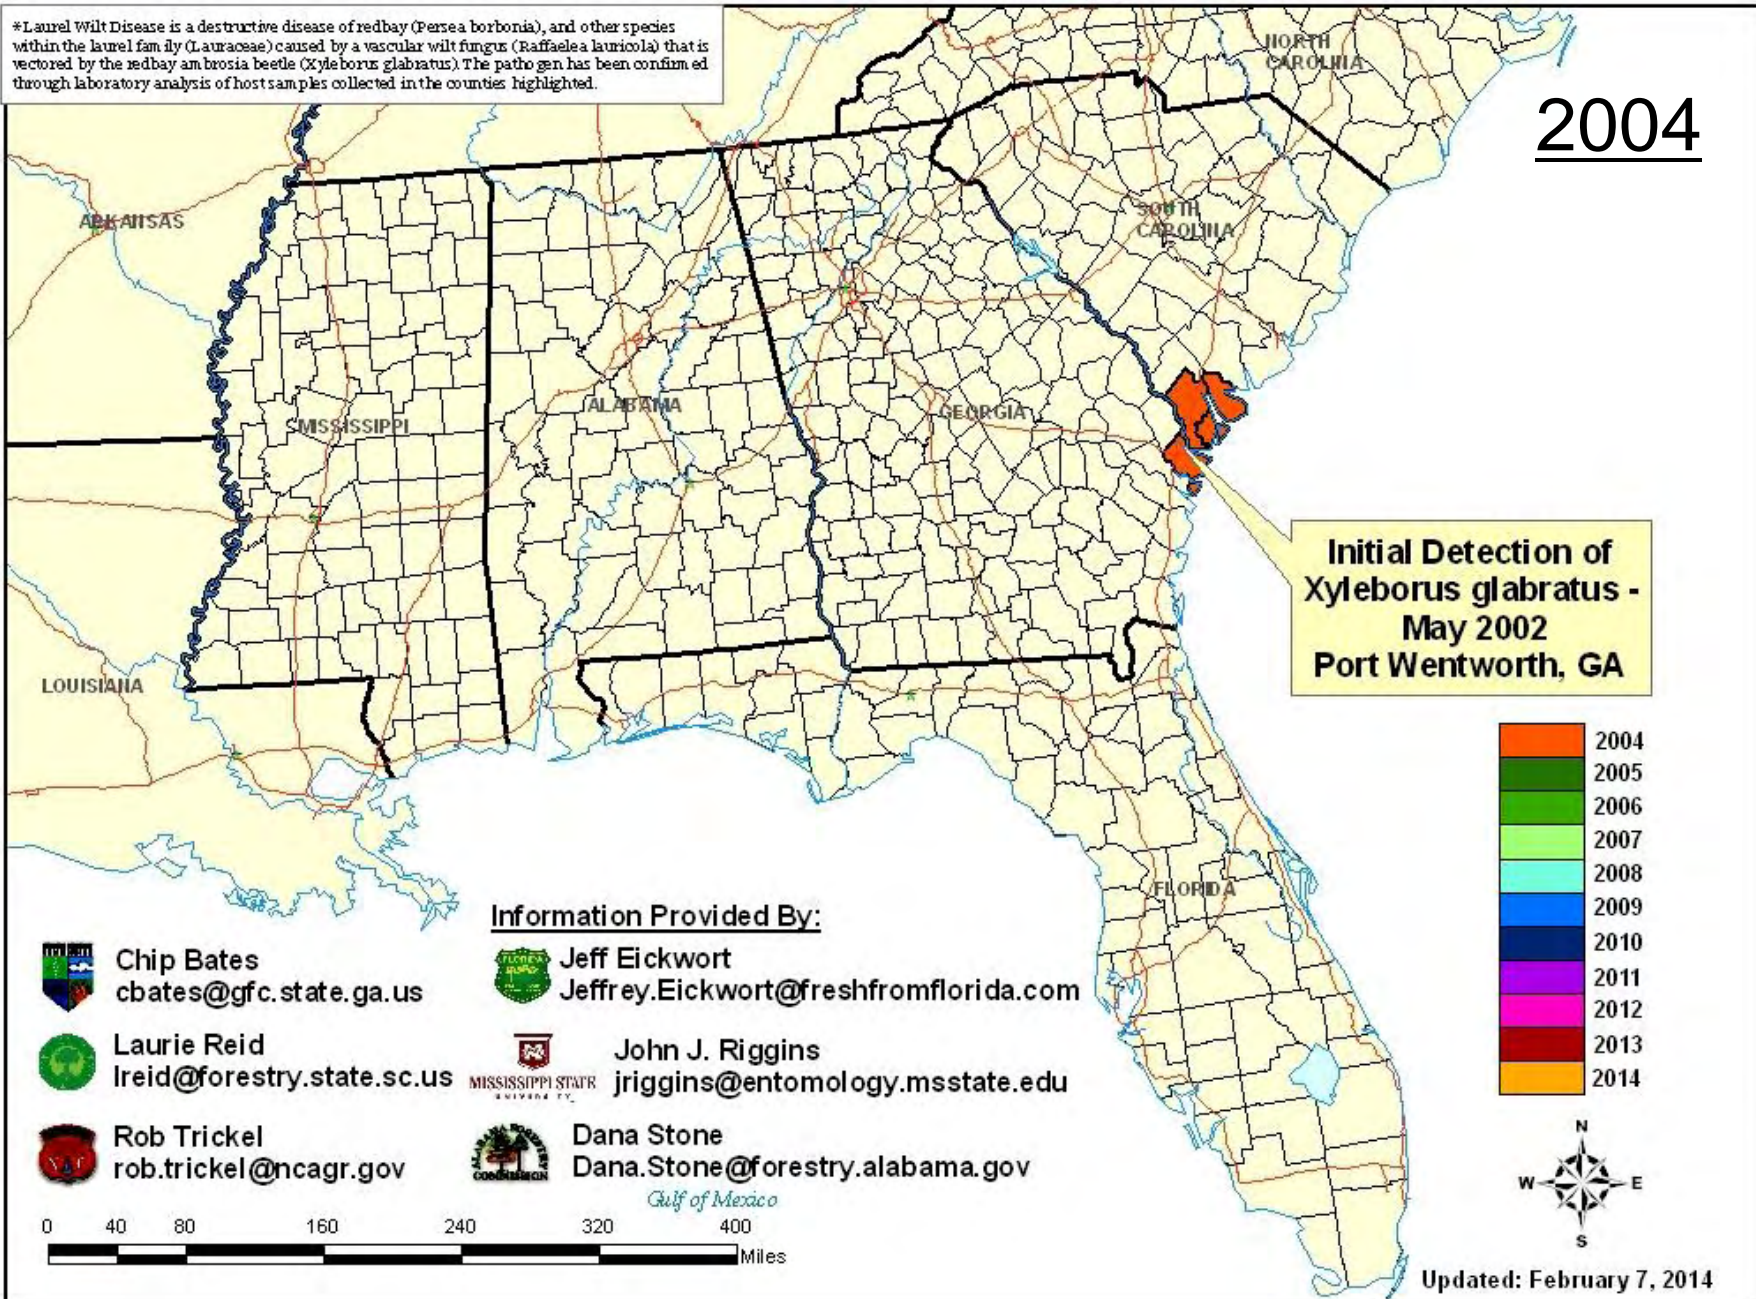 *Laurel Wilt Disease is a destructive disease of redbay (Persea borbonia), and other species
within the laurel family (Lauraceae) caused by a vascular wilt fungus (Raffaelea lauricola) that is
vectored by the redbay ambrosia beetle (Xyleborus glabratus). The pathogen has been confirmed
through laboratory analysis of host samples collected in the counties highlighted.
2004
NORTH
CAROLINA
SOUTH
CAROLINA
ARKANSAS
MISSISSIPPI
ALABAMA
GEORGIA
LOUISIANA
FLORIDA
Initial Detection of
Xyleborus glabratus -
May 2002
Port Wentworth, GA
2004
2005
2006
2007
2008
2009
2010
2011
2012
2013
2014
Information Provided By:
Chip Bates
cbates@gfc.state.ga.us
FLORIDA
Jeff Eickwort
Jeffrey.Eickwort@freshfromflorida.com
Laurie Reid
lreid@forestry.state.sc.us
MISSISSIPPI STATE
UNIVERSITY
John J. Riggins
jriggins@entomology.msstate.edu
Rob Trickel
rob.trickel@ncagr.gov
ALABAMA FORESTRY
COMMISSION
Dana Stone
Dana.Stone@forestry.alabama.gov
Gulf of Mexico
0 40 80 160 240 320 400
Miles
N
W E
S
Updated: February 7, 2014